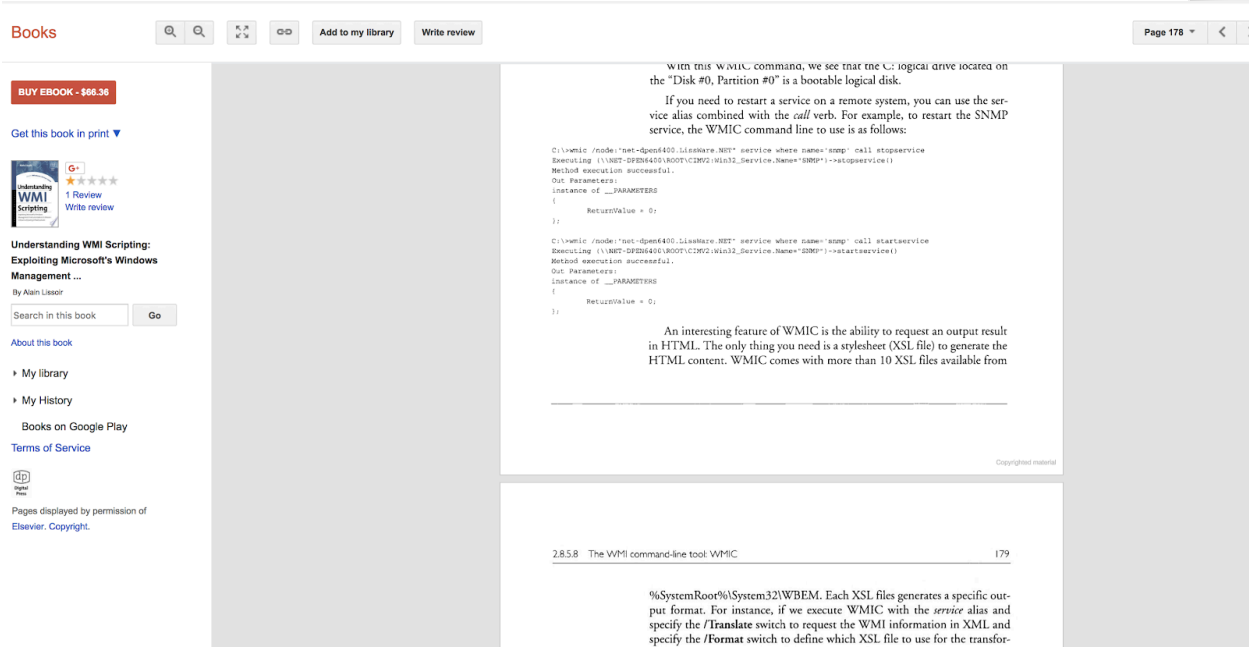 Books
Add to my library
Write review
Page 178
BUY EBOOK - $66.36
Get this book in print ▼
G+
Understanding
WMI
Scripting
1 Review
Write review
Understanding WMI Scripting:
Exploiting Microsoft's Windows
Management ...
By Alain Lissoir
Search in this book
Go
About this book
My library
My History
Books on Google Play
Terms of Service
dp
Digital
Press
Pages displayed by permission of
Elsevier. Copyright.
With this WMIC command, we see that the C: logical drive located on
the “Disk #0, Partition #0” is a bootable logical disk.
If you need to restart a service on a remote system, you can use the ser-
vice alias combined with the call verb. For example, to restart the SNMP
service, the WMIC command line to use is as follows:
C:\>wmic /node:"net-dpen6400.LissWare.NET" service where name='snmp' call stopservice
Executing (\\NET-DPEN6400\ROOT\CIMV2:Win32_Service.Name="SNMP")->stopservice()
Method execution successful.
Out Parameters:
instance of __PARAMETERS
{
ReturnValue = 0;
};
C:\>wmic /node:"net-dpen6400.LissWare.NET" service where name='snmp' call startservice
Executing (\\NET-DPEN6400\ROOT\CIMV2:Win32_Service.Name="SNMP")->startservice()
Method execution successful.
Out Parameters:
instance of __PARAMETERS
{
ReturnValue = 0;
};
An interesting feature of WMIC is the ability to request an output result
in HTML. The only thing you need is a stylesheet (XSL file) to generate the
HTML content. WMIC comes with more than 10 XSL files available from
Copyrighted material
2.8.5.8 The WMI command-line tool: WMIC 179
%SystemRoot%\System32\WBEM. Each XSL files generates a specific out-
put format. For instance, if we execute WMIC with the service alias and
specify the /Translate switch to request the WMI information in XML and
specify the /Format switch to define which XSL file to use for the transfor-